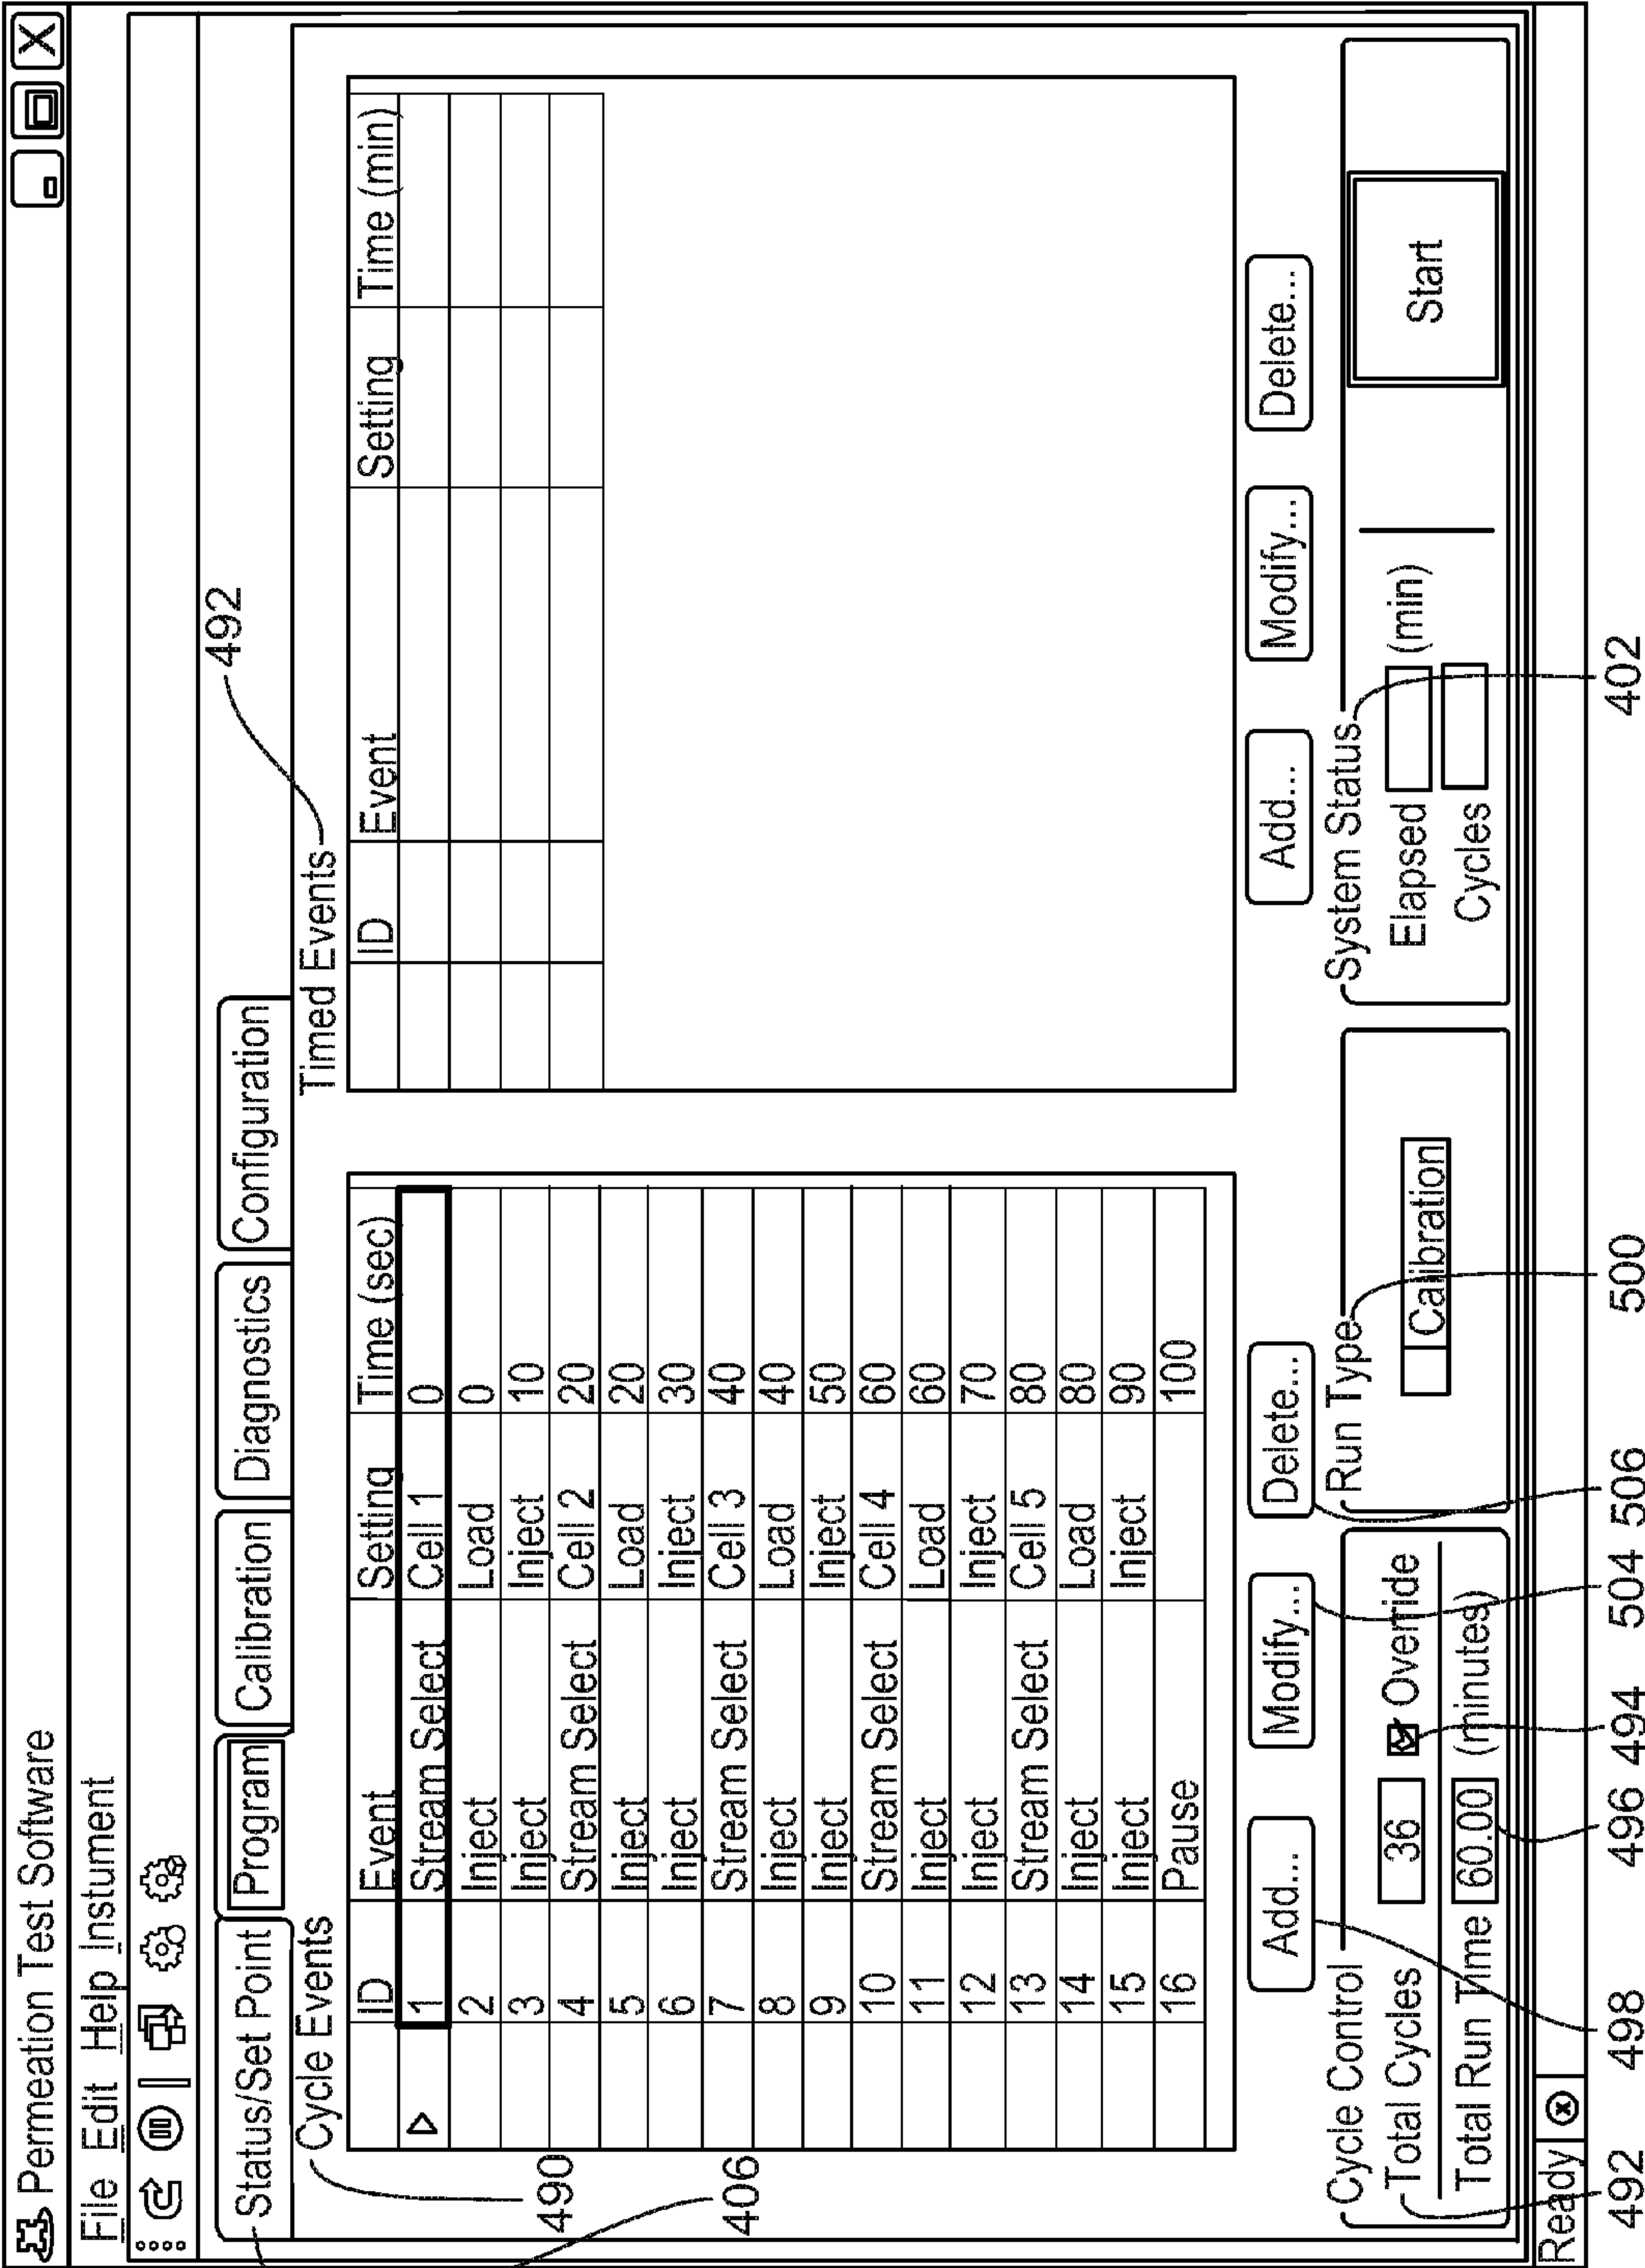 Permeation Test Software
X
File Edit Help Instument
492
Status/Set Point Program Calibration Diagnostics Configuration
Cycle Events
Timed Events
ID Event Setting Time (sec)
1 Stream Select Cell 1 0
2 Inject Load 0
3 Inject Inject 10
4 Stream Select Cell 2 20
5 Inject Load 20
6 Inject Inject 30
7 Stream Select Cell 3 40
8 Inject Load 40
9 Inject Inject 50
10 Stream Select Cell 4 60
11 Inject Load 60
12 Inject Inject 70
13 Stream Select Cell 5 80
14 Inject Load 80
15 Inject Inject 90
16 Pause 100
ID Event Setting Time (min)
490
406
Add... Modify... Delete...
Add... Modify... Delete...
Cycle Control
Total Cycles 36 Override
Total Run Time 60.00 (minutes)
Run Type
Calibration
System Status
Elapsed (min)
Cycles
Start
Ready
492 498 496 494 504 506 500 402